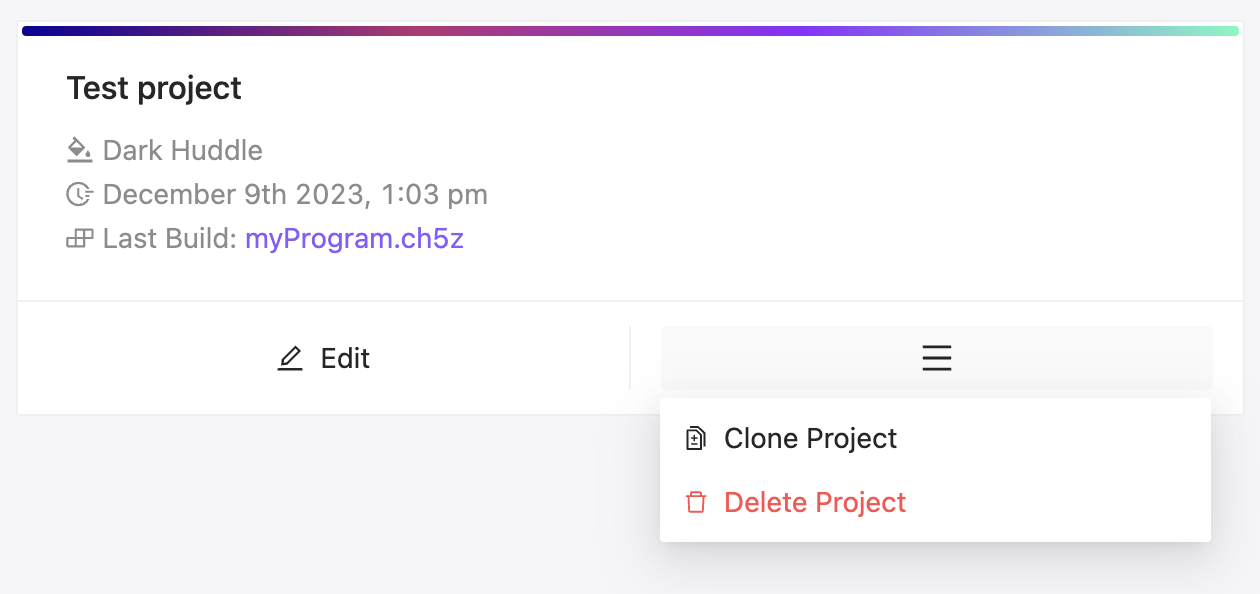 Test project
Dark Huddle
December 9th 2023, 1:03 pm
Last Build: myProgram.ch5z
Edit
Clone Project
Delete Project